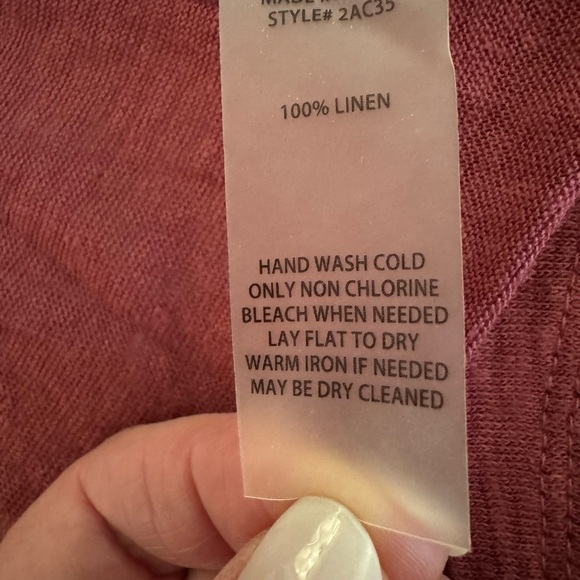 MADE
STYLE# 2AC35
100% LINEN
HAND WASH COLD
ONLY NON CHLORINE
BLEACH WHEN NEEDED
LAY FLAT TO DRY
WARM IRON IF NEEDED
MAY BE DRY CLEANED